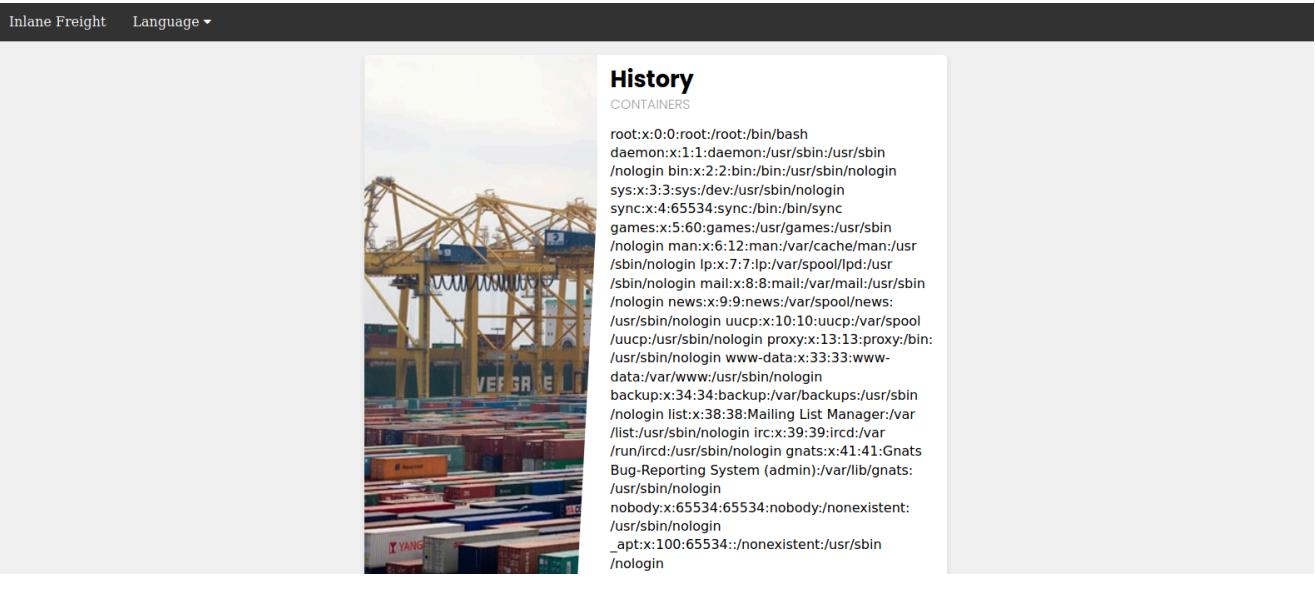 Inlane Freight Language
History
CONTAINERS
root:x:0:0:root:/root:/bin/bash
daemon:x:1:1:daemon:/usr/sbin:/usr/sbin
/nologin bin:x:2:2:bin:/bin:/usr/sbin/nologin
sys:x:3:3:sys:/dev:/usr/sbin/nologin
sync:x:4:65534:sync:/bin:/bin/sync
games:x:5:60:games:/usr/games:/usr/sbin
/nologin man:x:6:12:man:/var/cache/man:/usr
/sbin/nologin lp:x:7:7:lp:/var/spool/lpd:/usr
/sbin/nologin mail:x:8:8:mail:/var/mail:/usr/sbin
/nologin news:x:9:9:news:/var/spool/news:
/usr/sbin/nologin uucp:x:10:10:uucp:/var/spool
/uucp:/usr/sbin/nologin proxy:x:13:13:proxy:/bin:
/usr/sbin/nologin www-data:x:33:33:www-
data:/var/www:/usr/sbin/nologin
backup:x:34:34:backup:/var/backups:/usr/sbin
/nologin list:x:38:38:Mailing List Manager:/var
/list:/usr/sbin/nologin irc:x:39:39:ircd:/var
/run/ircd:/usr/sbin/nologin gnats:x:41:41:Gnats
Bug-Reporting System (admin):/var/lib/gnats:
/usr/sbin/nologin
nobody:x:65534:65534:nobody:/nonexistent:
/usr/sbin/nologin
_apt:x:100:65534::/nonexistent:/usr/sbin
/nologin
YANG